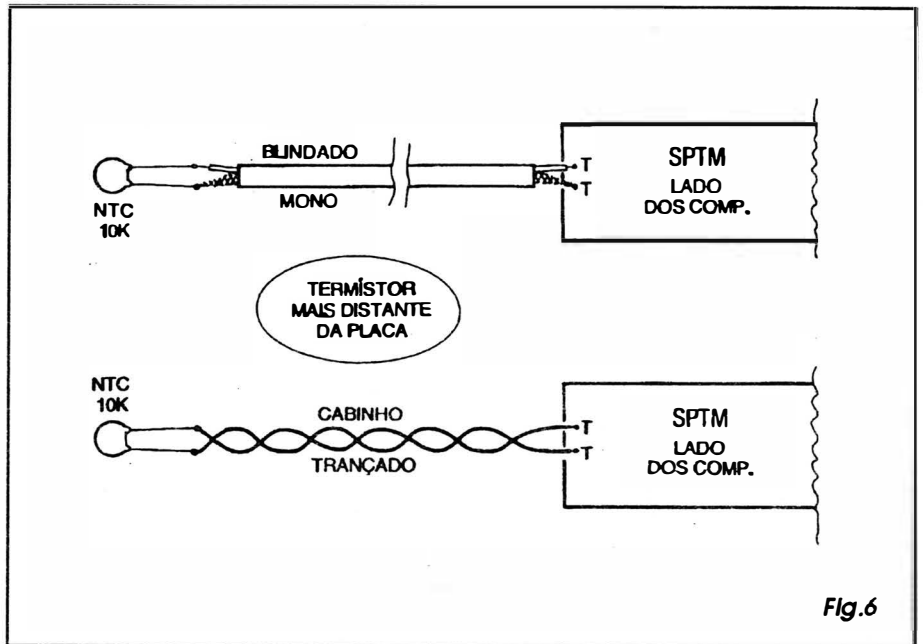 BLINDADO
MONO
NTC
10K
T
T
SPTM
LADO
DOS COMP.
TERMÍSTOR
MAIS DISTANTE
DA PLACA
NTC
10K
CABINHO
TRANÇADO
T
T
SPTM
LADO
DOS COMP.
Fig.6